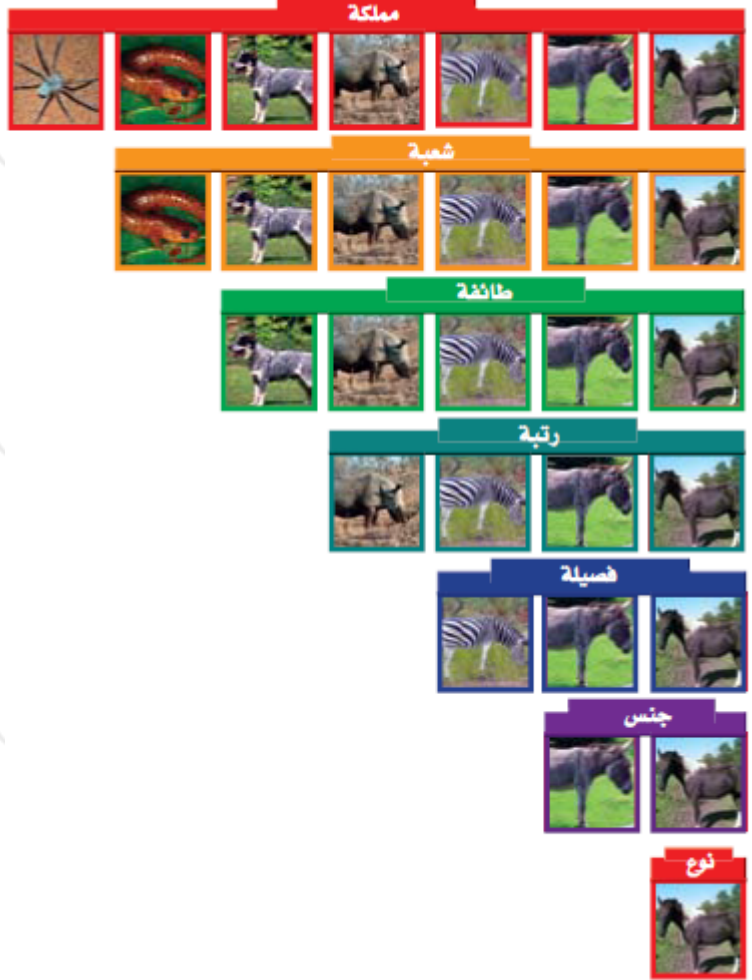 مملكة
شعبة
طائفة
رتبة
فصيلة
جنس
نوع